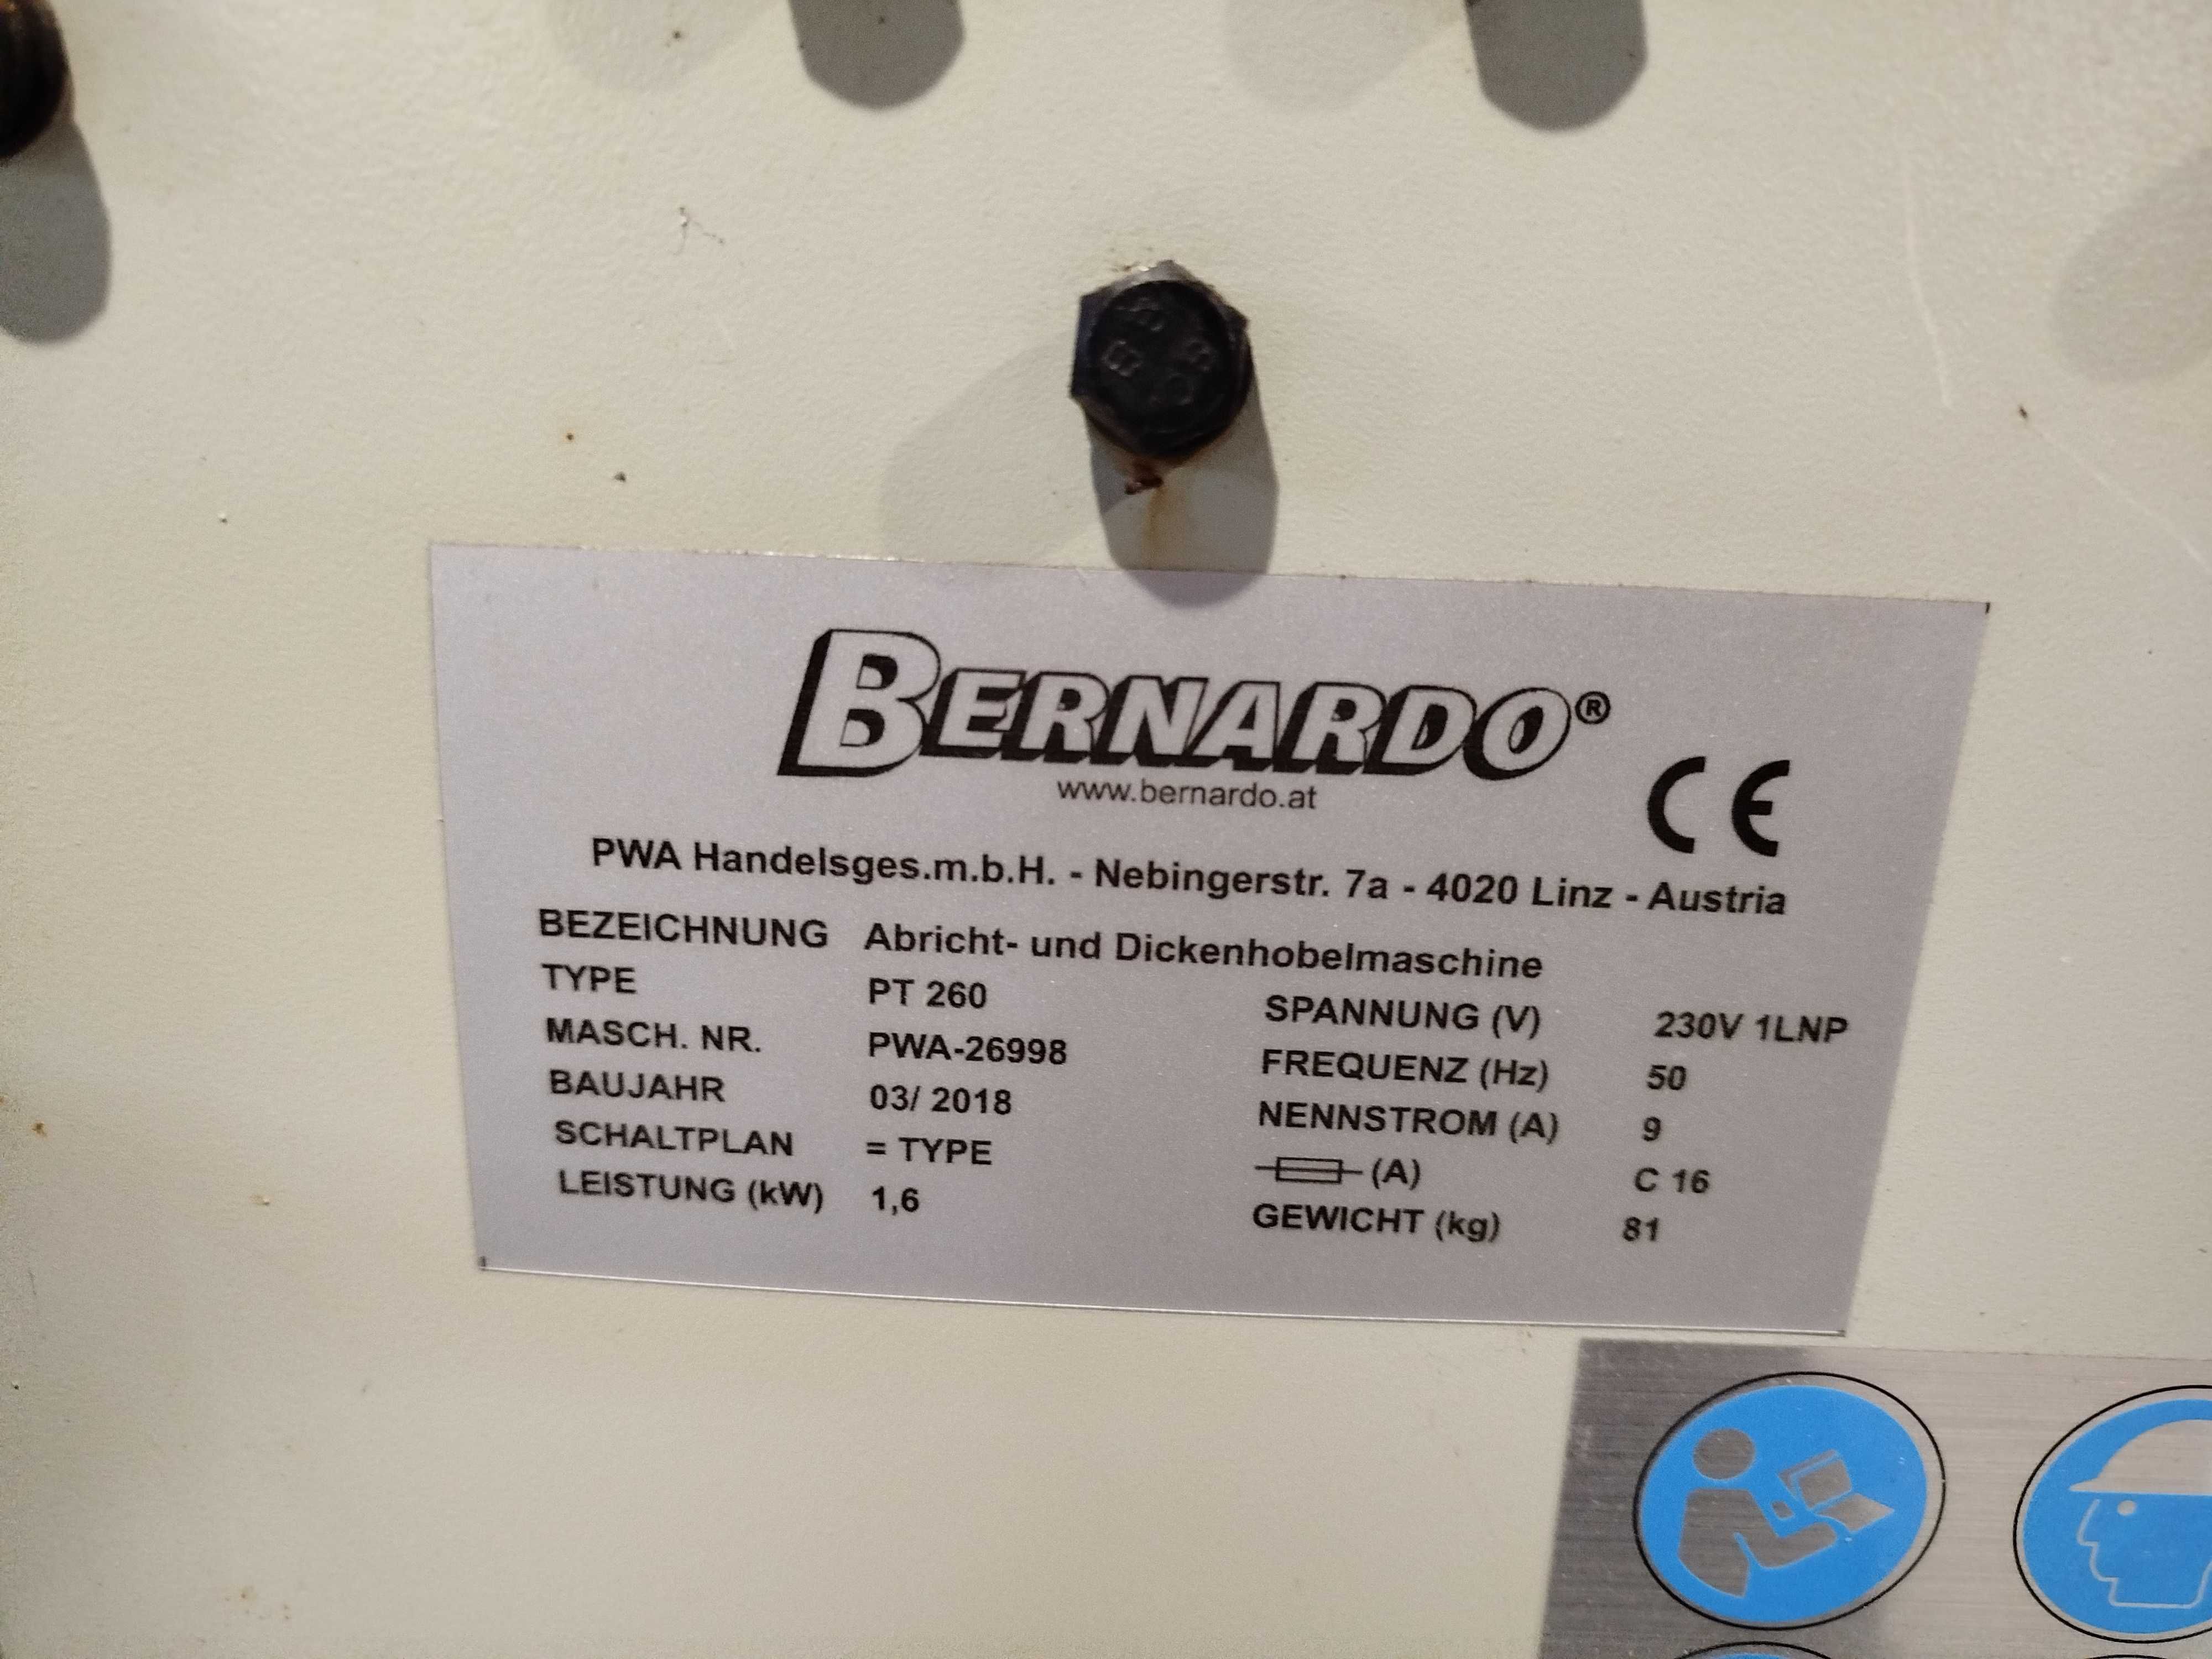 BERNARDO®
www.bernardo.at
CE
PWA Handelsges.m.b.H. - Nebingerstr. 7a - 4020 Linz - Austria
BEZEICHNUNG Abricht- und Dickenhobelmaschine
TYPE PT 260
MASCH. NR. PWA-26998
BAUJAHR 03/ 2018
SCHALTPLAN = TYPE
LEISTUNG (kW) 1,6
SPANNUNG (V) 230V 1LNP
FREQUENZ (Hz) 50
NENNSTROM (A) 9
(A) C 16
GEWICHT (kg) 81